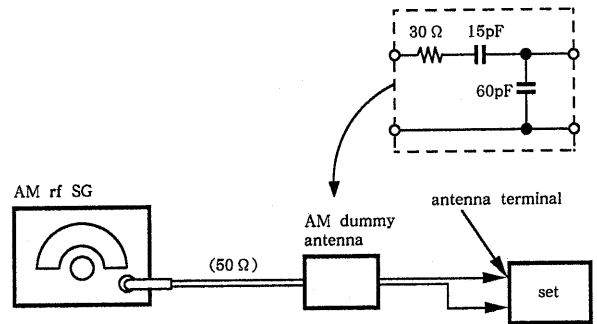 30 Ω 15pF
60pF
AM rf SG
antenna terminal
AM dummy
antenna
(50 Ω)
set